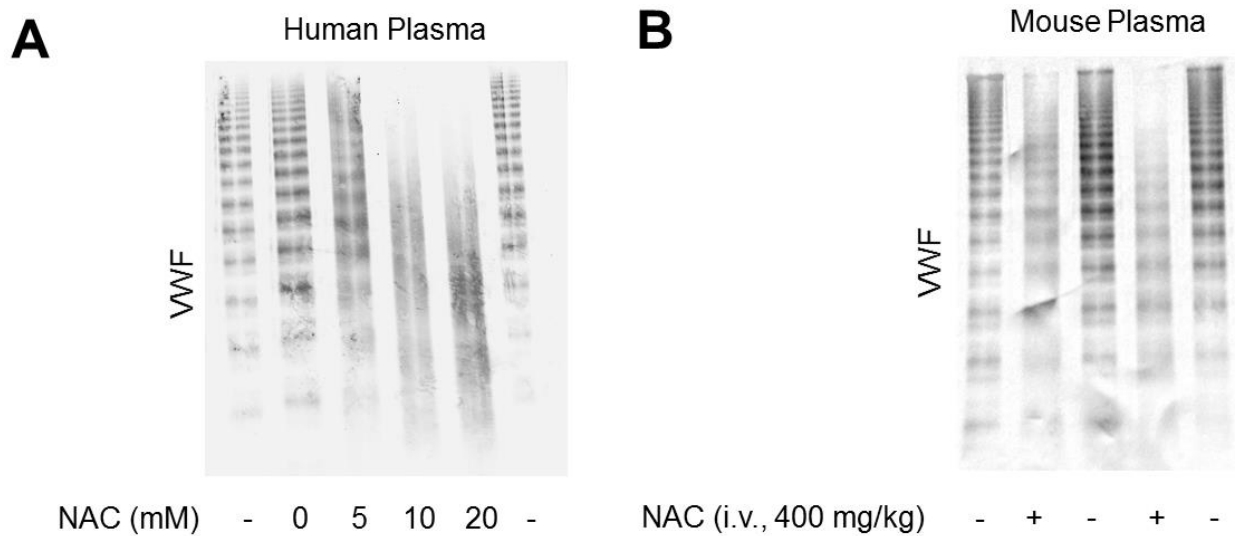 A
Human Plasma
VWF
NAC (mM) - 0 5 10 20 -
B
Mouse Plasma
VWF
NAC (i.v., 400 mg/kg) - + - + -